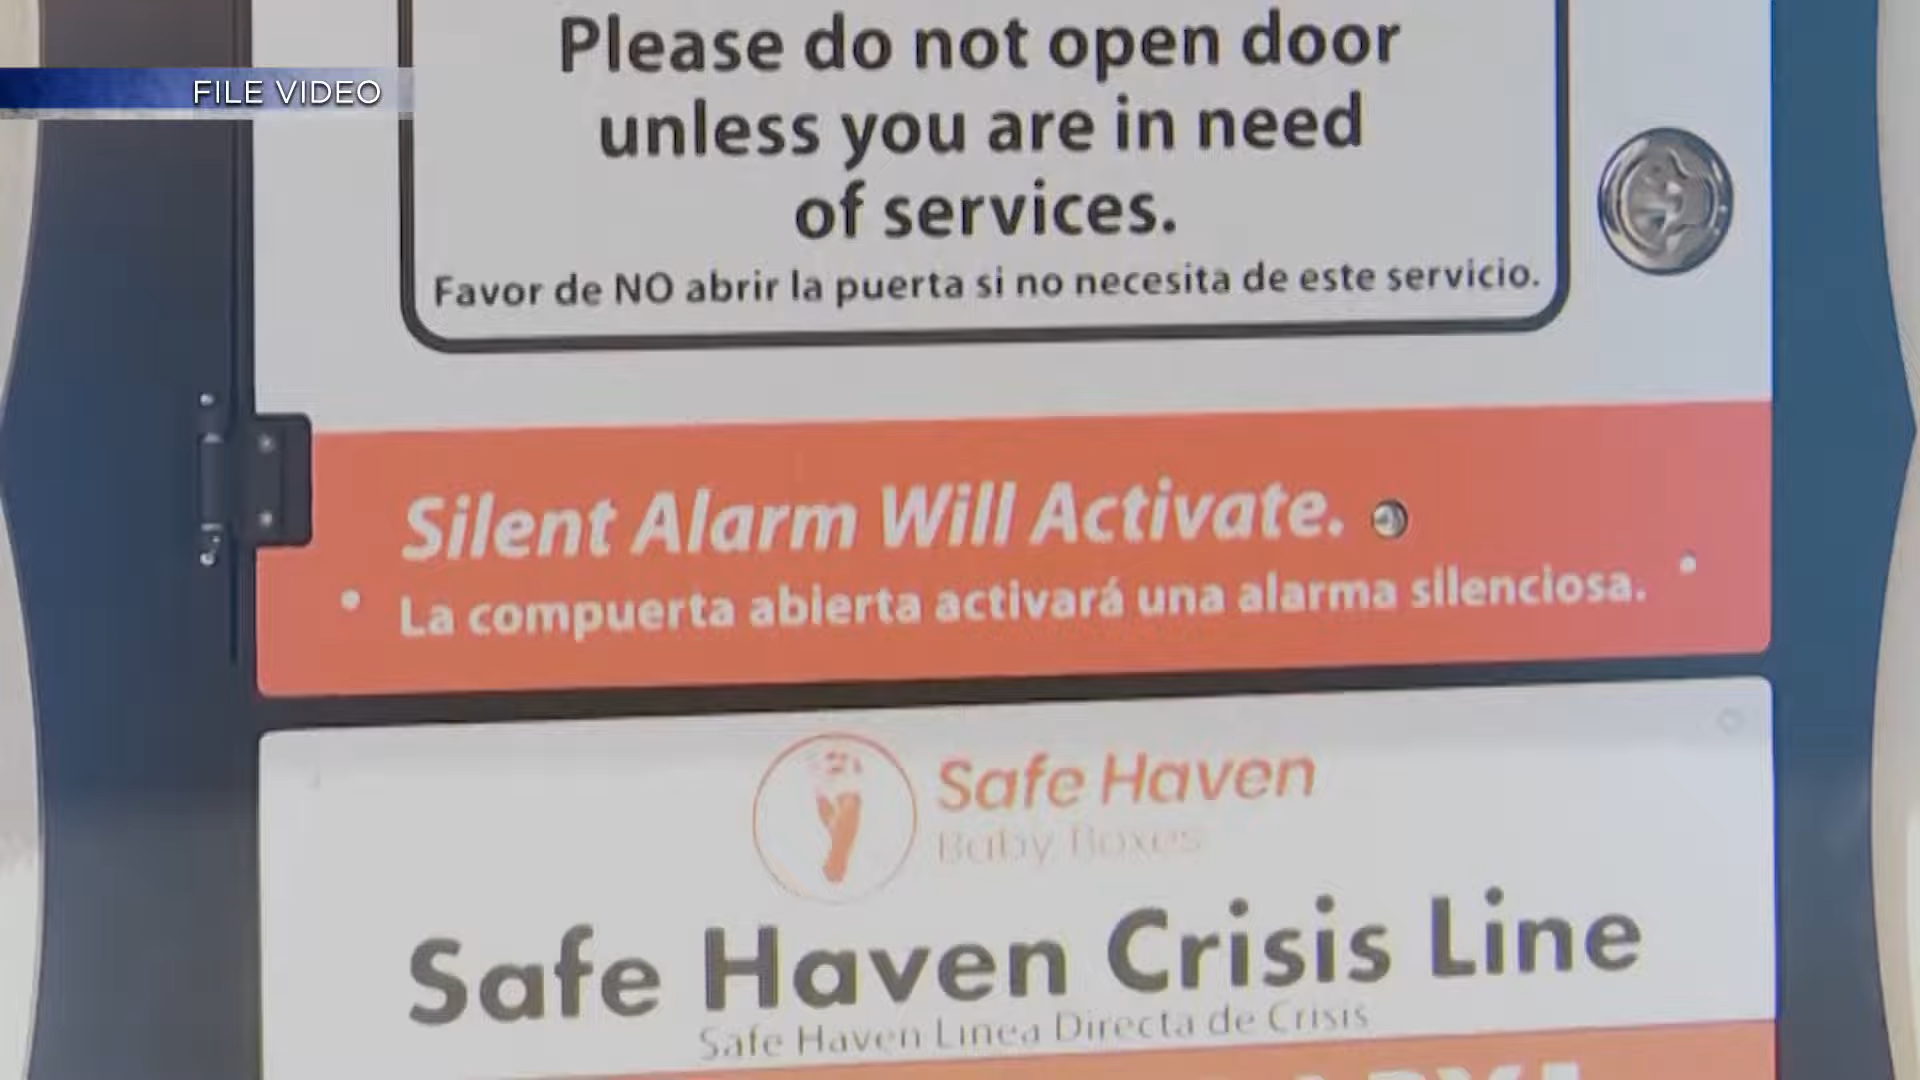 FILE VIDEO
Please do not open door
unless you are in need
of services.
Favor de NO abrir la puerta si no necesita de este servicio.
Silent Alarm Will Activate.
La compuerta abierta activará una alarma silenciosa.
Safe Haven
Baby Boxes
Safe Haven Crisis Line
Safe Haven Linea Directa de Crisis